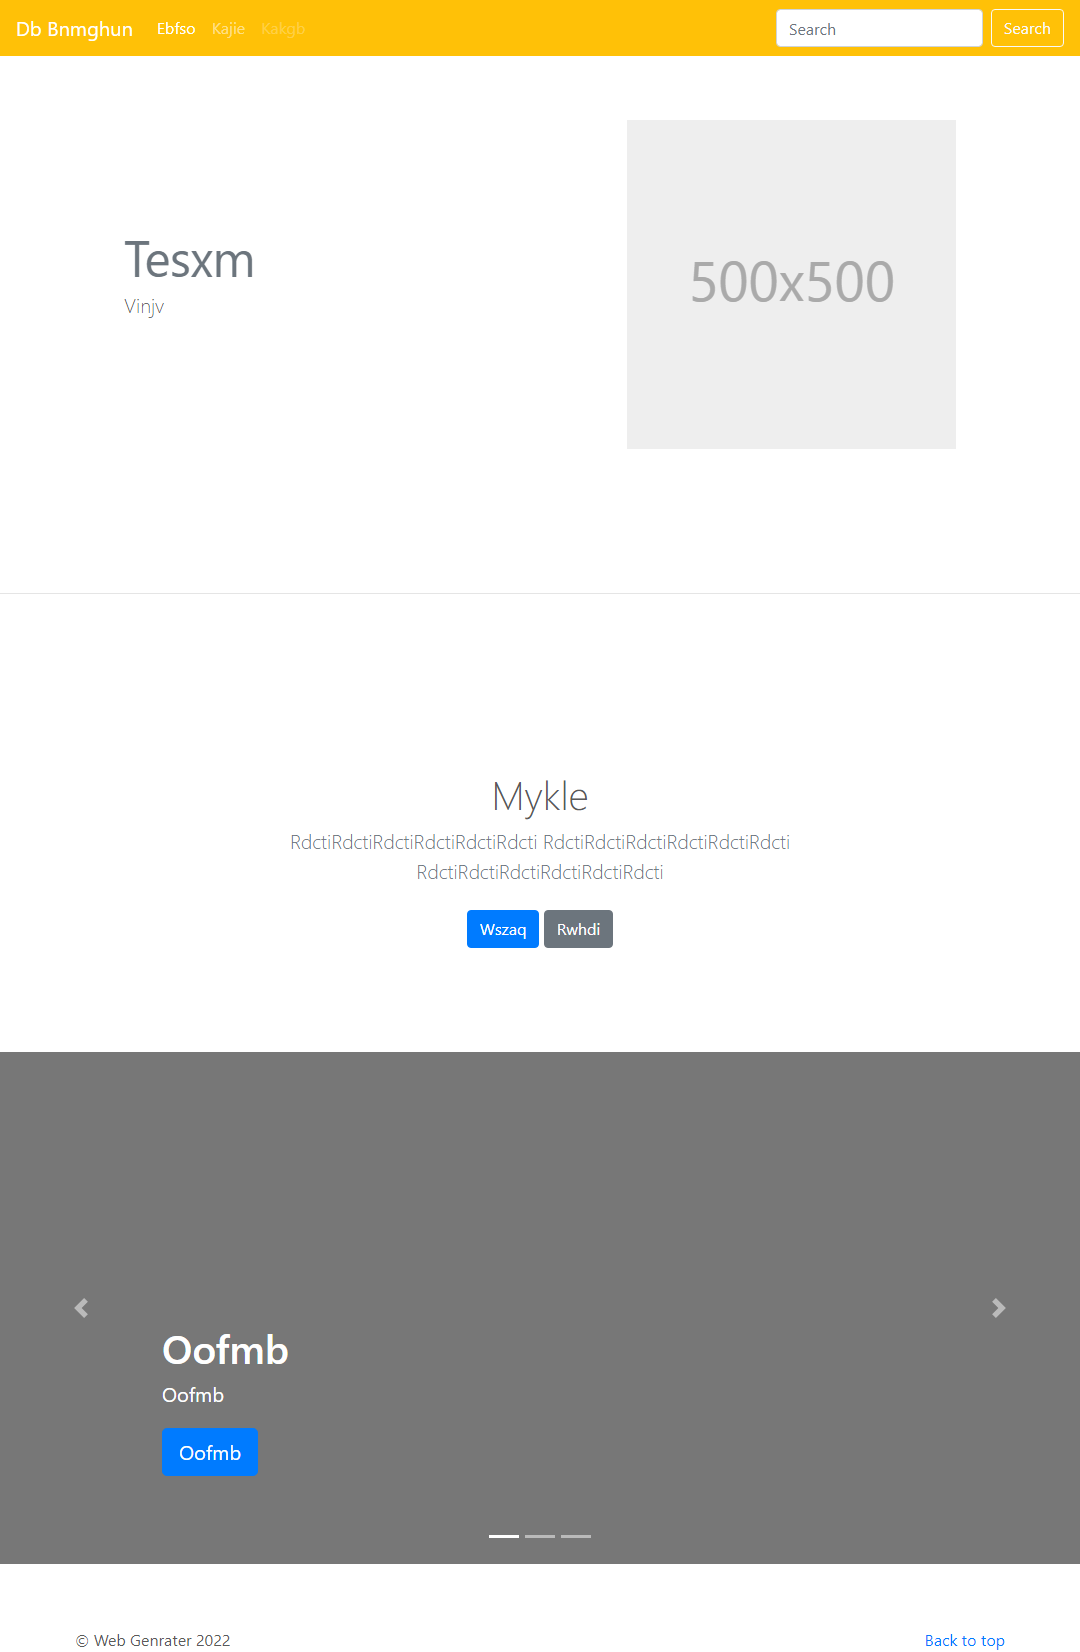 Db Bnmghun Ebfso Kajie Kakgb Search Search
Tesxm
Vinjv
500x500
Mykle
RdctiRdctiRdctiRdctiRdctiRdcti RdctiRdctiRdctiRdctiRdctiRdcti
RdctiRdctiRdctiRdctiRdctiRdcti
Wszaq Rwhdi
Oofmb
Oofmb
Oofmb
© Web Genrater 2022 Back to top